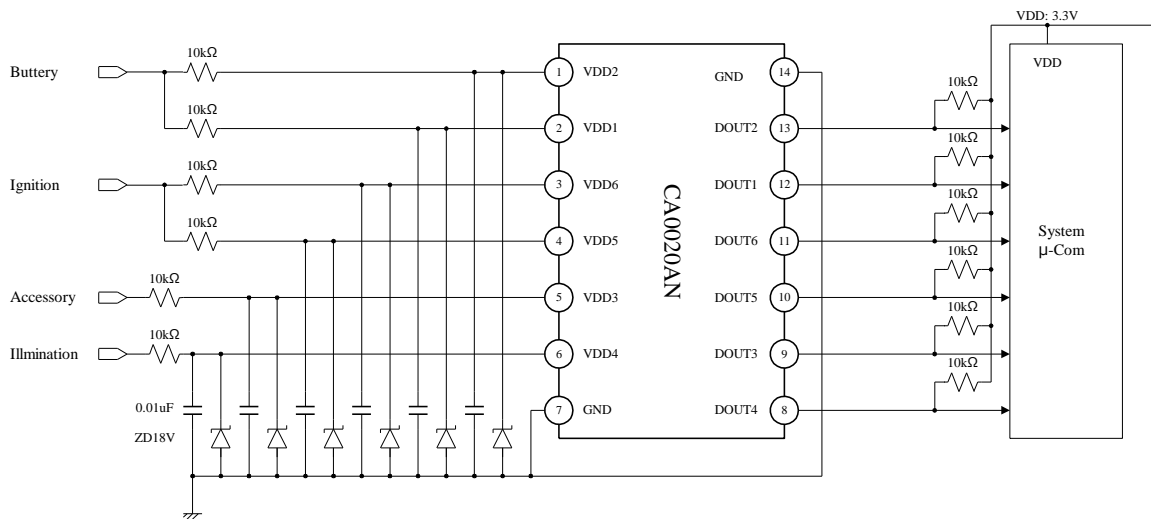 VDD: 3.3V
10kΩ
Buttery
1
VDD2
GND
14
VDD
10kΩ
10kΩ
2
VDD1
DOUT2
13
10kΩ
10kΩ
Ignition
3
VDD6
DOUT1
12
10kΩ
10kΩ
4
VDD5
DOUT6
11
CA0020AN
System
μ-Com
10kΩ
10kΩ
Accessory
5
VDD3
DOUT5
10
10kΩ
10kΩ
Illmination
6
VDD4
DOUT3
9
10kΩ
0.01uF
7
GND
DOUT4
8
ZD18V